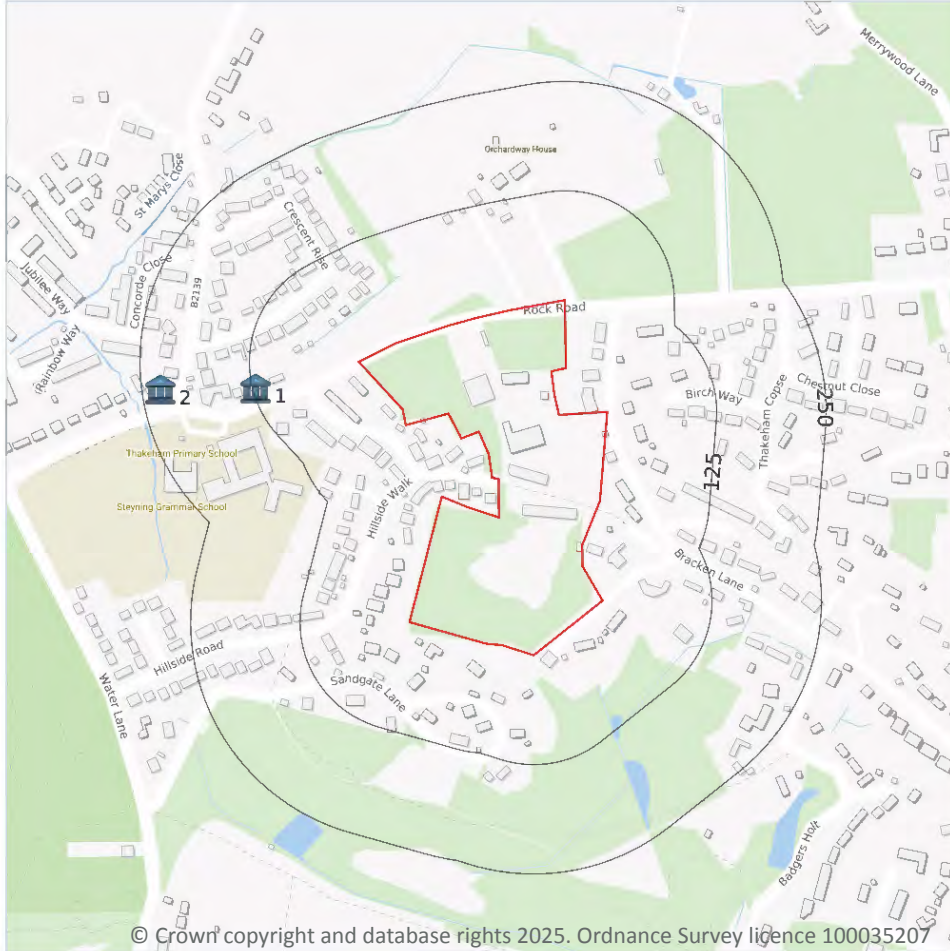 Merrywood Lane
Orchardway House
St Marys Close
Crescent Rise
Concorde Close
B2139
Jubilee Way
Rainbow Way
Rock Road
2
1
Birch Way
Thakeham Copse
Chestnut Close
250
125
Thakeham Primary School
Steyning Grammar School
Hillside Walk
Bracken Lane
Hillside Road
Sandgate Lane
Water Lane
Badgers Holt
© Crown copyright and database rights 2025. Ordnance Survey licence 100035207